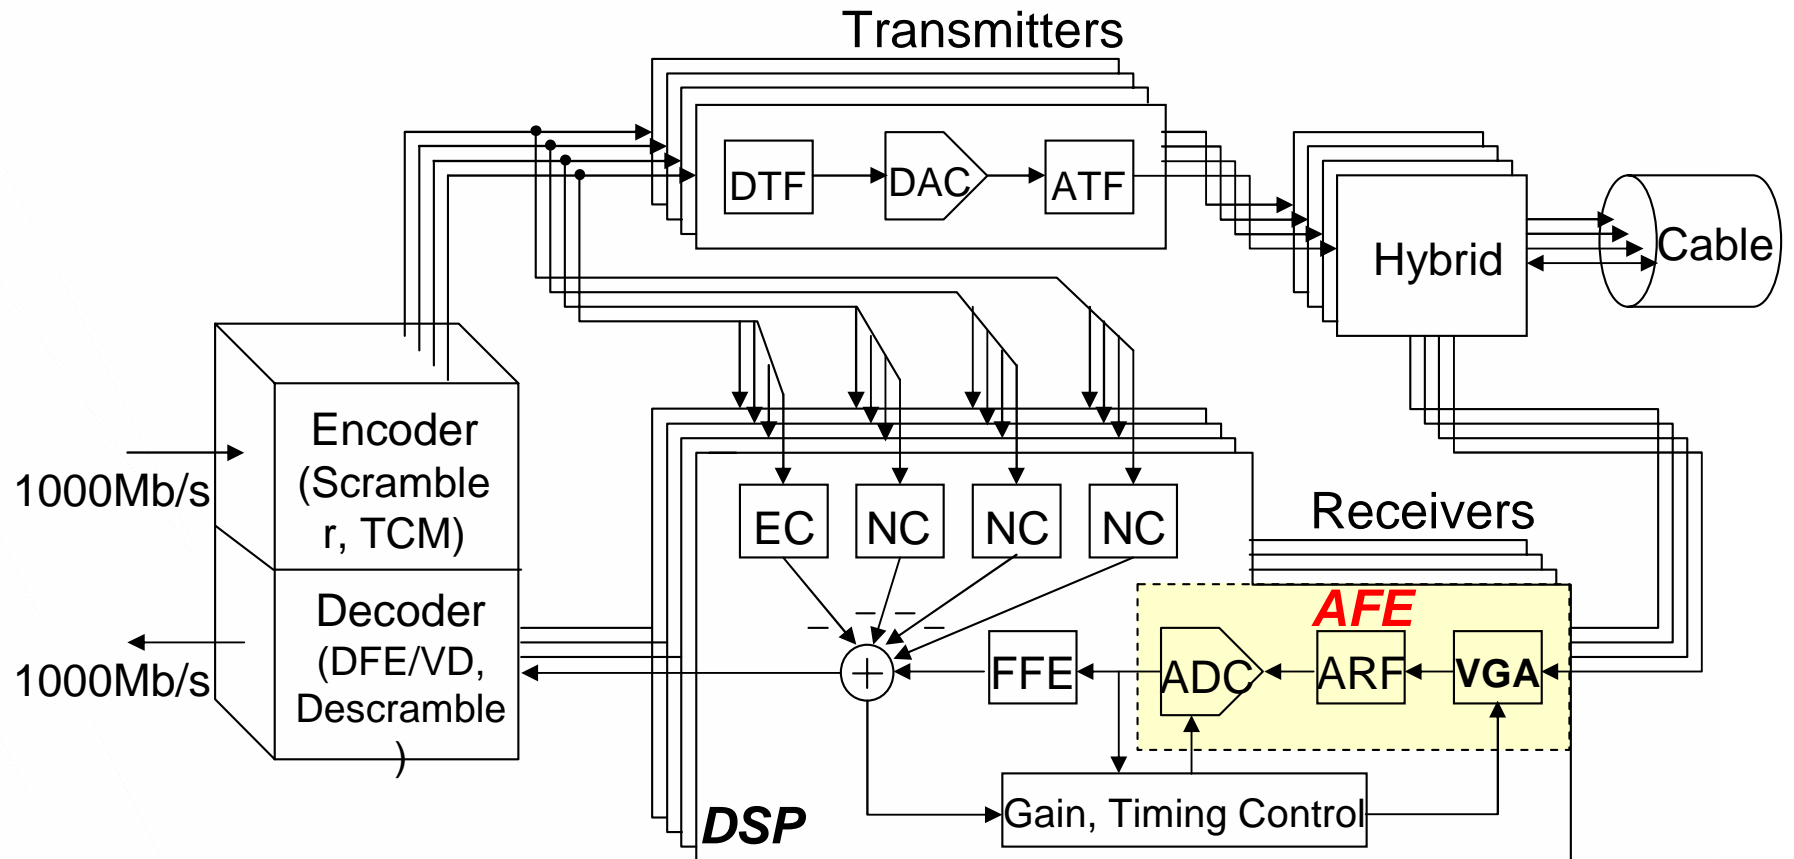 Transmitters
DTF
DAC
ATF
Hybrid
Cable
Encoder
(Scramble
r, TCM)
1000Mb/s
Decoder
(DFE/VD,
Descramble
)
1000Mb/s
EC
NC
NC
NC
Receivers
AFE
FFE
ADC
ARF
VGA
+
Gain, Timing Control
DSP